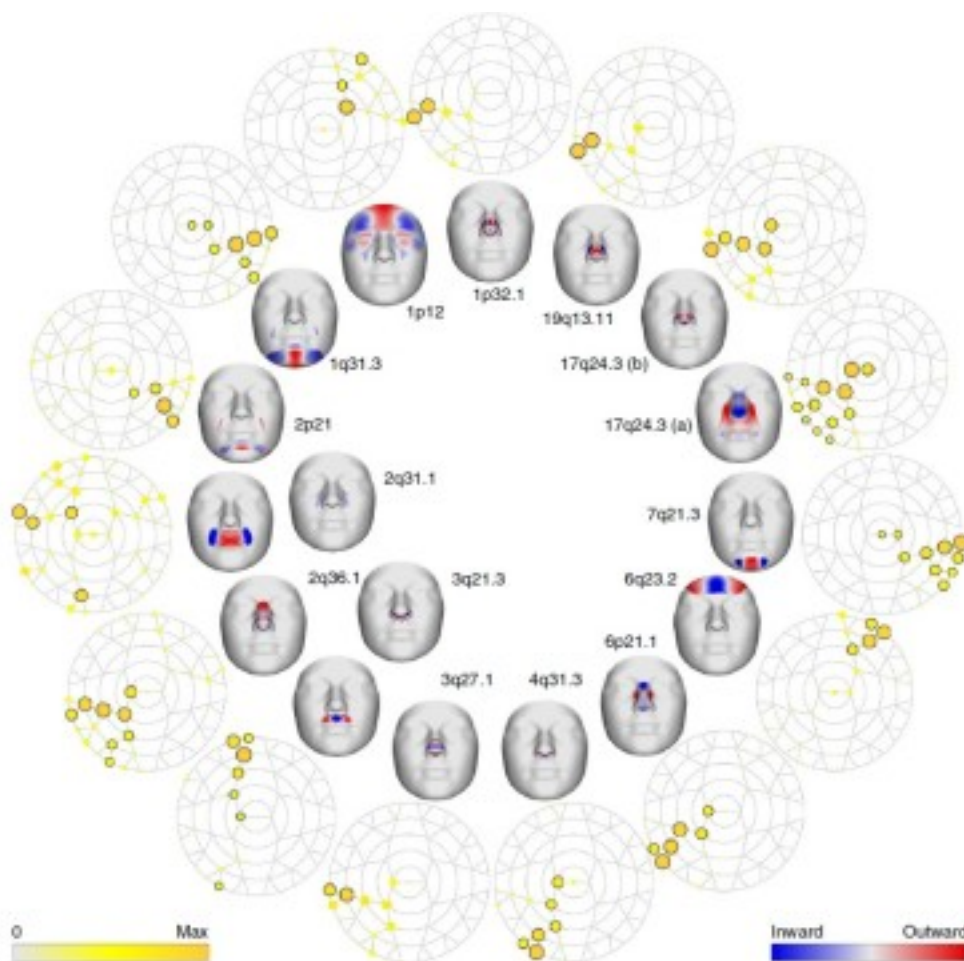 1p32.1
1p12
19q13.11
1q31.3
17q24.3 (b)
2p21
17q24.3 (a)
2q31.1
7q21.3
2q36.1
3q21.3
6q23.2
6p21.1
3q27.1
4q31.3
0 Max
Inward Outward